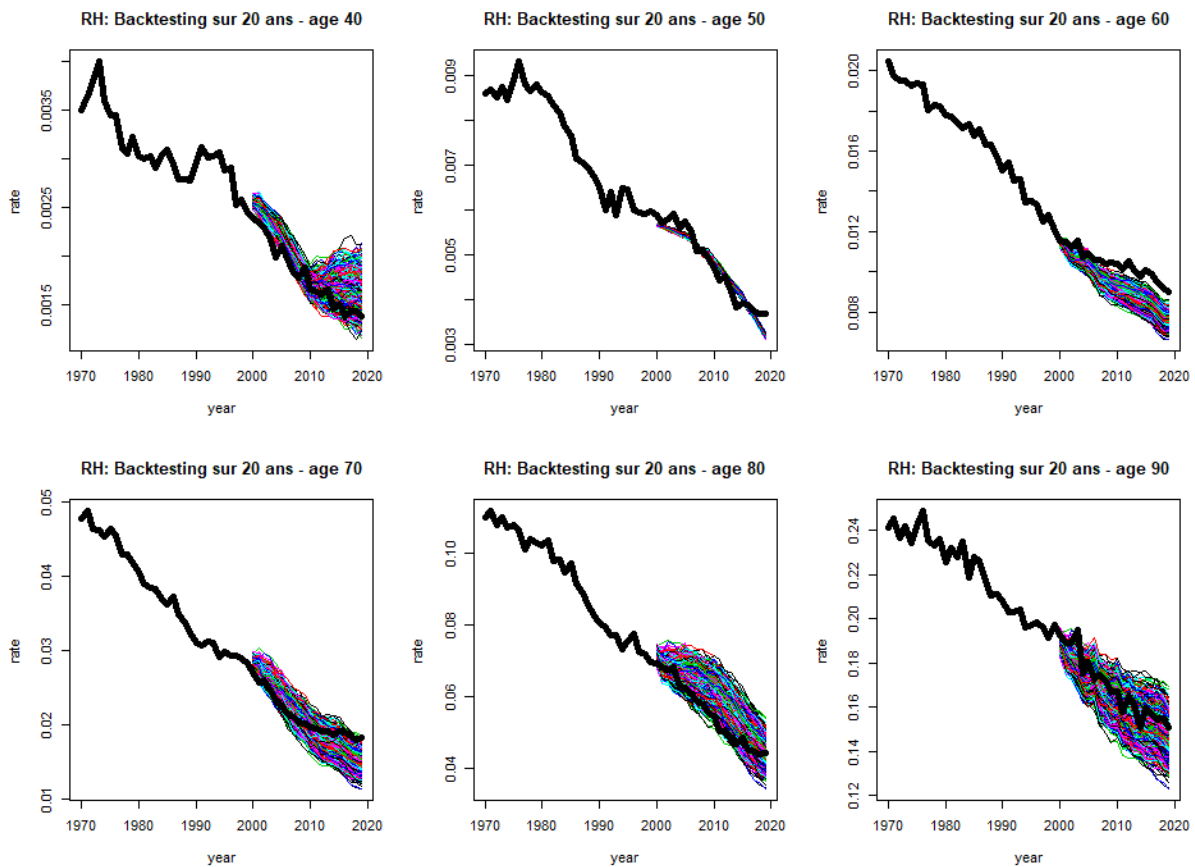 RH: Backtesting sur 20 ans - age 40
rate
0.0015
0.0025
0.0035
1970 1980 1990 2000 2010 2020
year
RH: Backtesting sur 20 ans - age 50
rate
0.003
0.005
0.007
0.009
1970 1980 1990 2000 2010 2020
year
RH: Backtesting sur 20 ans - age 60
rate
0.008
0.012
0.016
0.020
1970 1980 1990 2000 2010 2020
year
RH: Backtesting sur 20 ans - age 70
rate
0.01
0.02
0.03
0.04
0.05
1970 1980 1990 2000 2010 2020
year
RH: Backtesting sur 20 ans - age 80
rate
0.04
0.06
0.08
0.10
1970 1980 1990 2000 2010 2020
year
RH: Backtesting sur 20 ans - age 90
rate
0.12
0.14
0.16
0.18
0.20
0.22
0.24
1970 1980 1990 2000 2010 2020
year